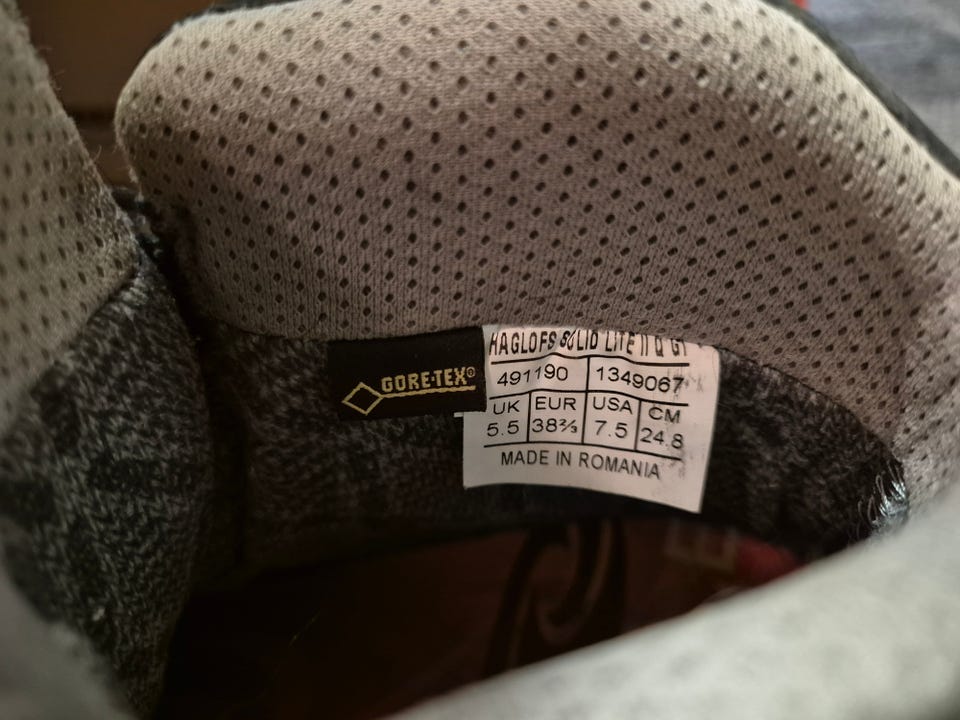 GORE-TEX®
HAGLOFS SOLID LITE II Q GT
491190 1349067
UK EUR USA CM
5.5 38⅔ 7.5 24.8
MADE IN ROMANIA